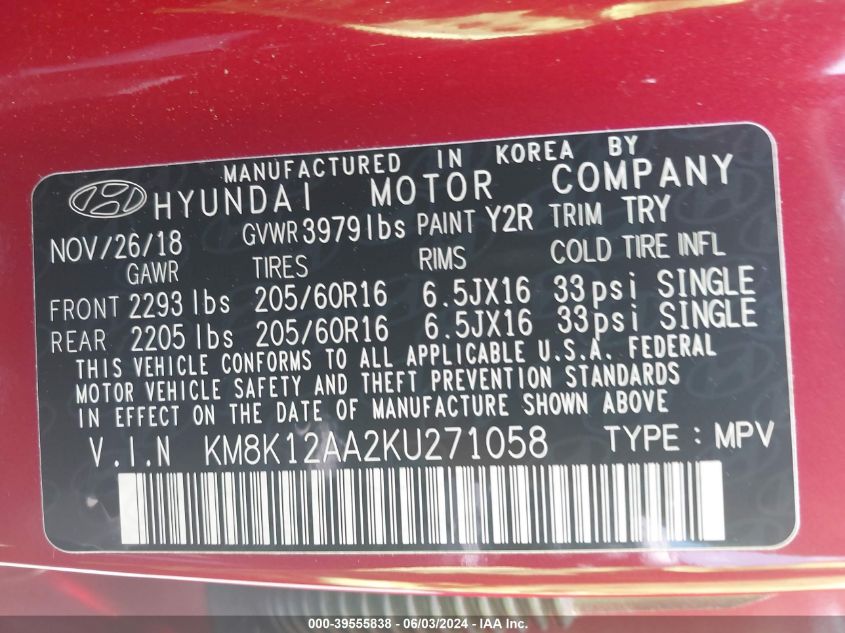 MANUFACTURED IN KOREA BY
HYUNDAI MOTOR COMPANY
NOV/26/18 GVWR 3979 lbs PAINT Y2R TRIM TRY
GAWR TIRES RIMS COLD TIRE INFL
FRONT 2293 lbs 205/60R16 6.5JX16 33psi SINGLE
REAR 2205 lbs 205/60R16 6.5JX16 33psi SINGLE
THIS VEHICLE CONFORMS TO ALL APPLICABLE U.S.A. FEDERAL
MOTOR VEHICLE SAFETY AND THEFT PREVENTION STANDARDS
IN EFFECT ON THE DATE OF MANUFACTURE SHOWN ABOVE
V.I.N KM8K12AA2KU271058 TYPE : MPV
000-39555838 - 06/03/2024 - IAA Inc.